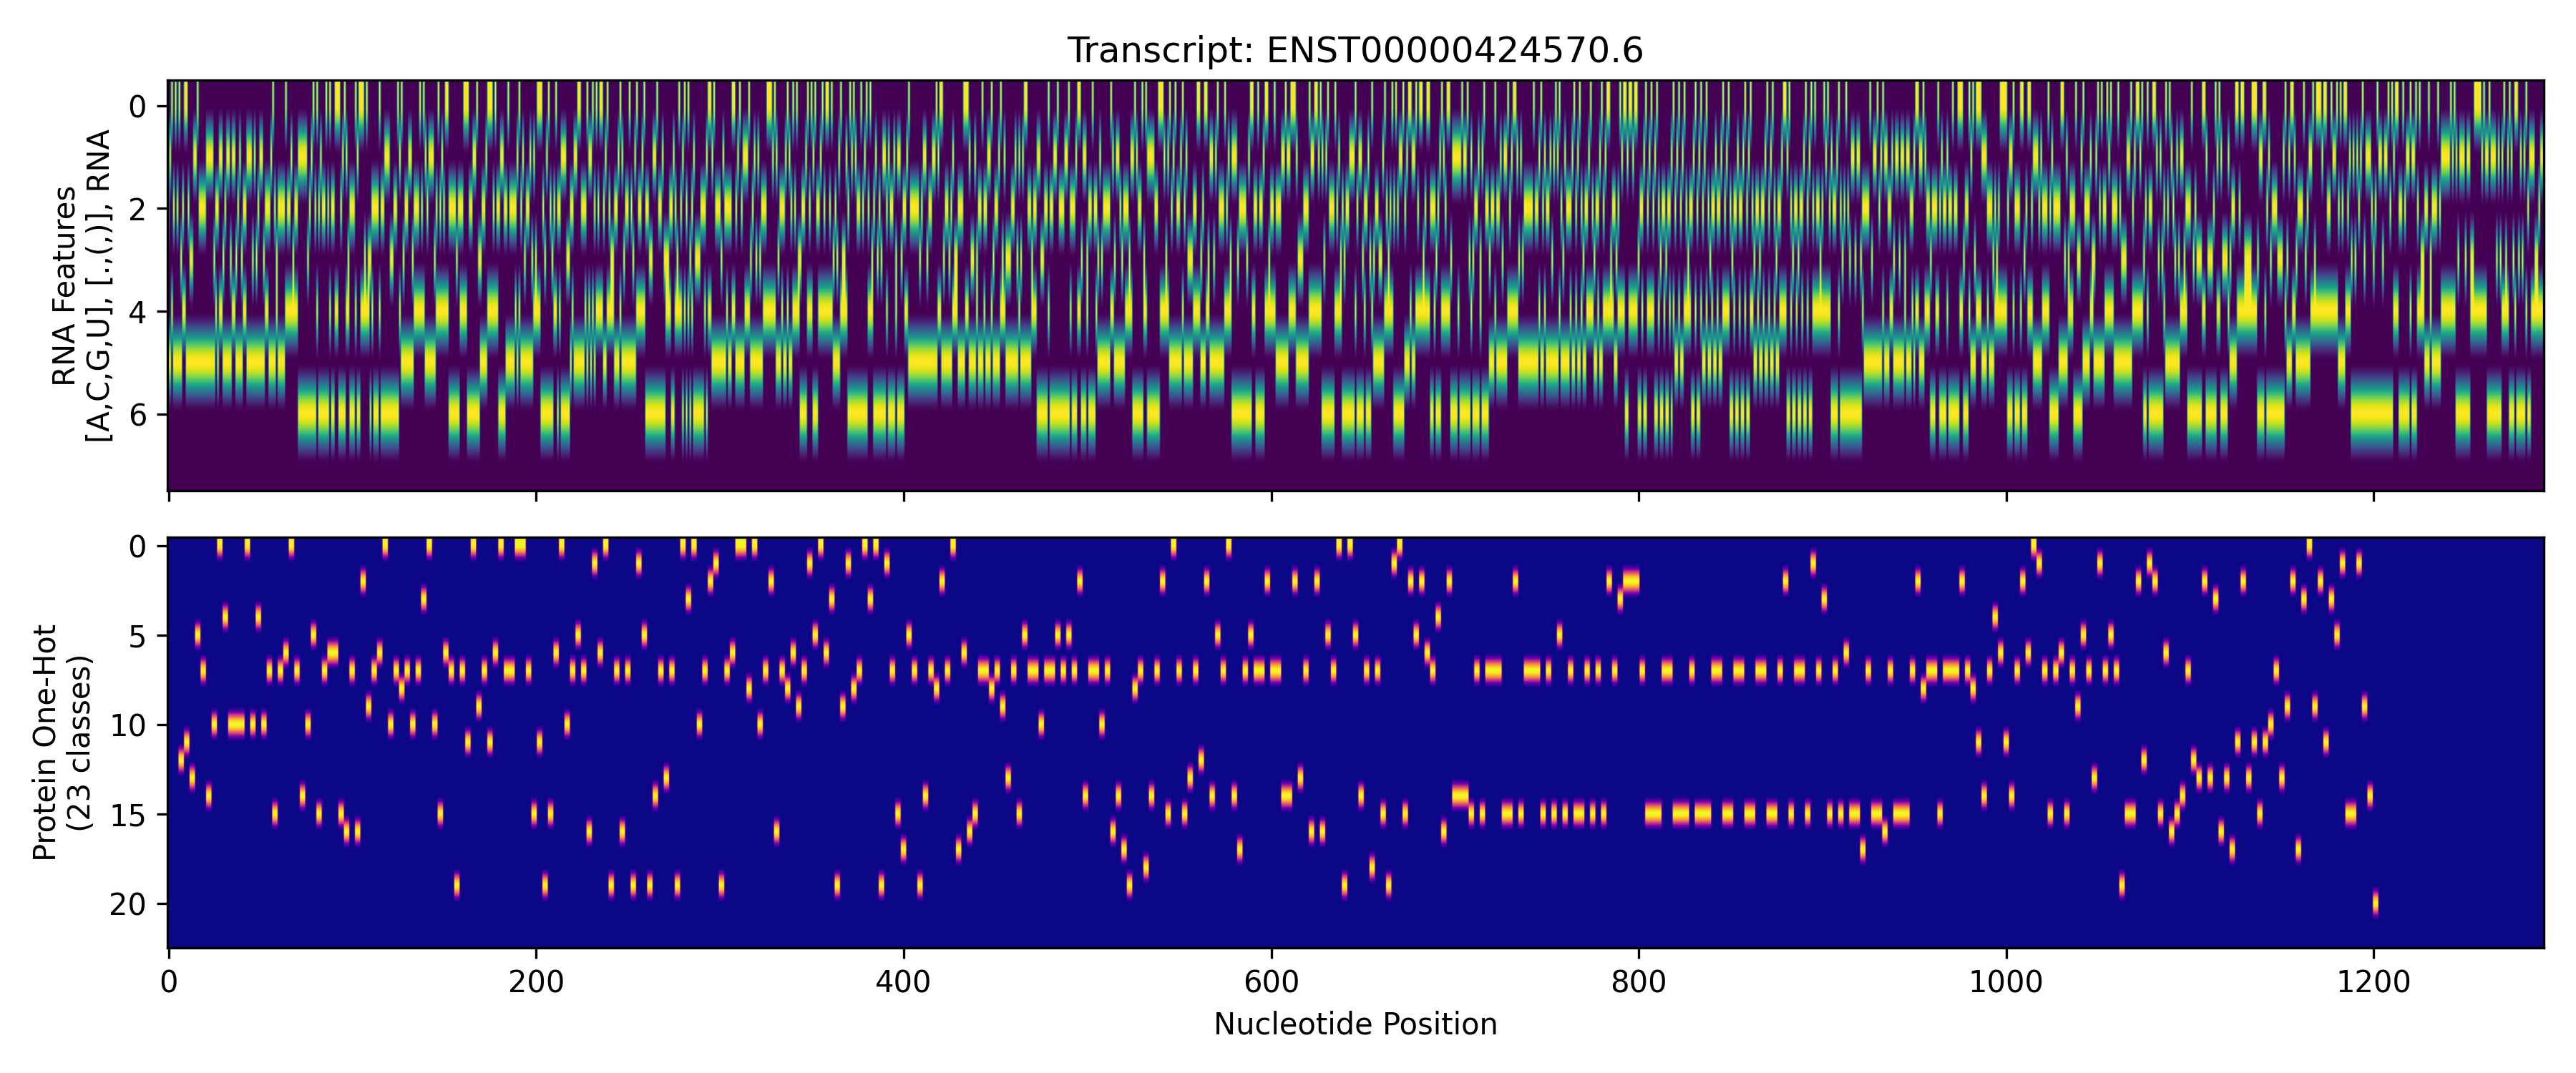 Transcript: ENST00000424570.6
RNA Features
[A,C,G,U], [.,(,)], RNA
0
2
4
6
Protein One-Hot
(23 classes)
0
5
10
15
20
0 200 400 600 800 1000 1200
Nucleotide Position